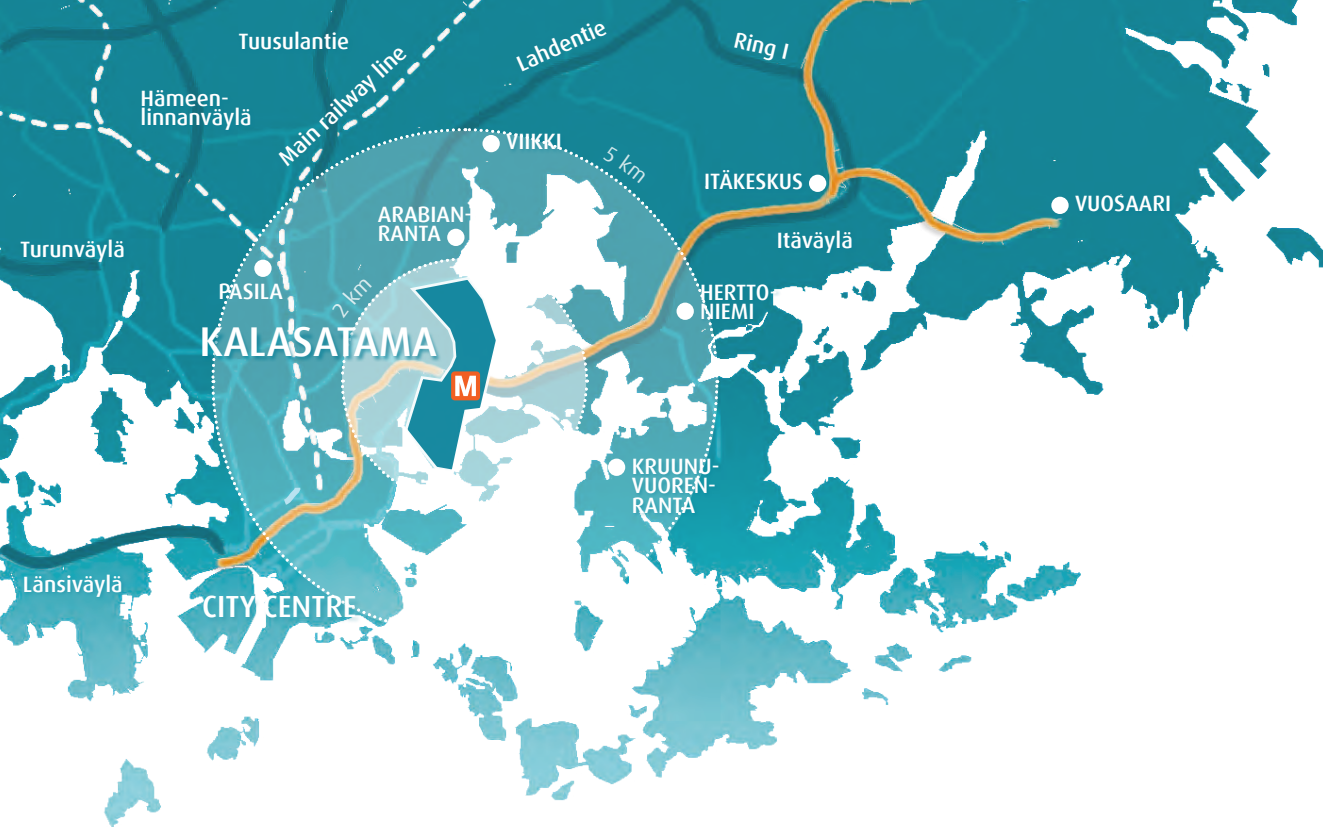 Tuusulantie
Lahdentie
Ring I
Main railway line
Hämeen-
linnanväylä
VIIKKI
5 km
ITÄKESKUS
VUOSAARI
ARABIAN-
RANTA
Itäväylä
Turunväylä
PASILA
2 km
HERTTO-
NIEMI
KALASATAMA
M
KRUUNU-
VUOREN-
RANTA
Länsiväylä
CITY CENTRE